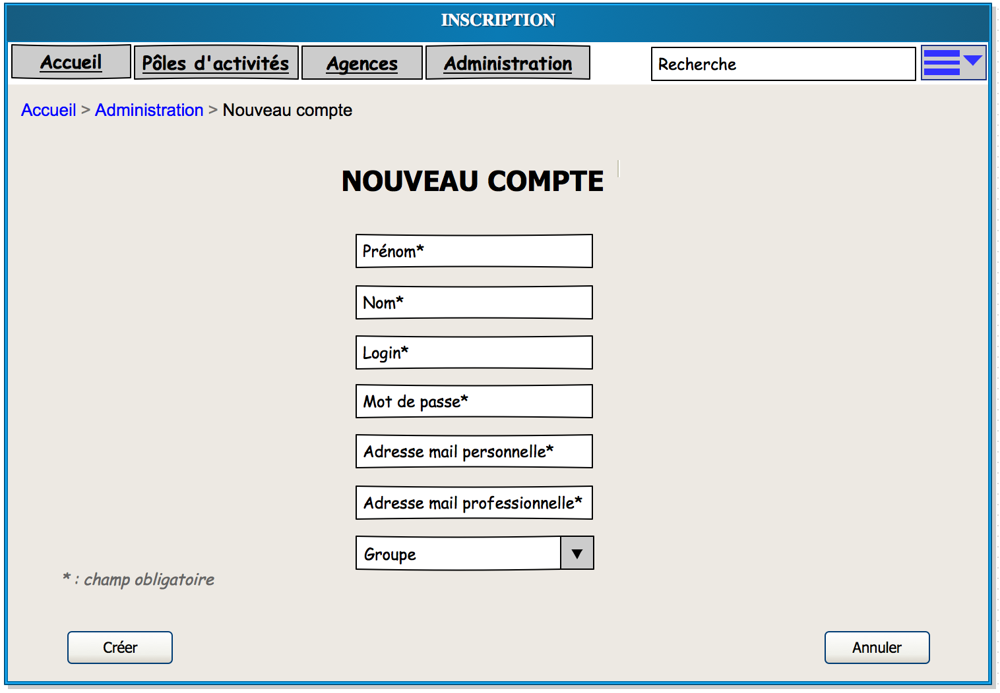 INSCRIPTION
Accueil Pôles d'activités Agences Administration Recherche
Accueil > Administration > Nouveau compte
NOUVEAU COMPTE
Prénom*
Nom*
Login*
Mot de passe*
Adresse mail personnelle*
Adresse mail professionnelle*
Groupe
* : champ obligatoire
Créer Annuler